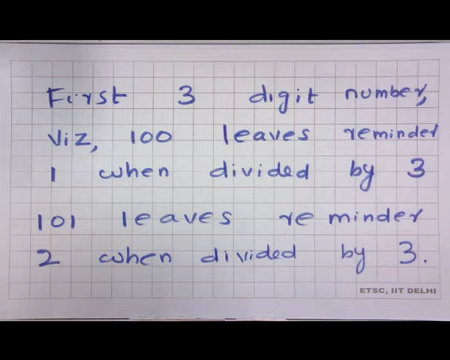 First 3 digit number,
viz, 100 leaves reminder
1 when divided by 3
101 leaves reminder
2 when divided by 3.
ETSC, IIT DELHI